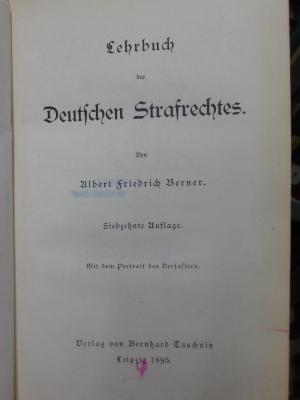 Lehrbuch
des
Deutschen Strafrechtes.
Von
Albert Friedrich Berner.
Siebzehnte Auflage.
Mit dem Portrait des Verfassers.
Verlag von Bernhard Tauchnitz
Leipzig 1895.